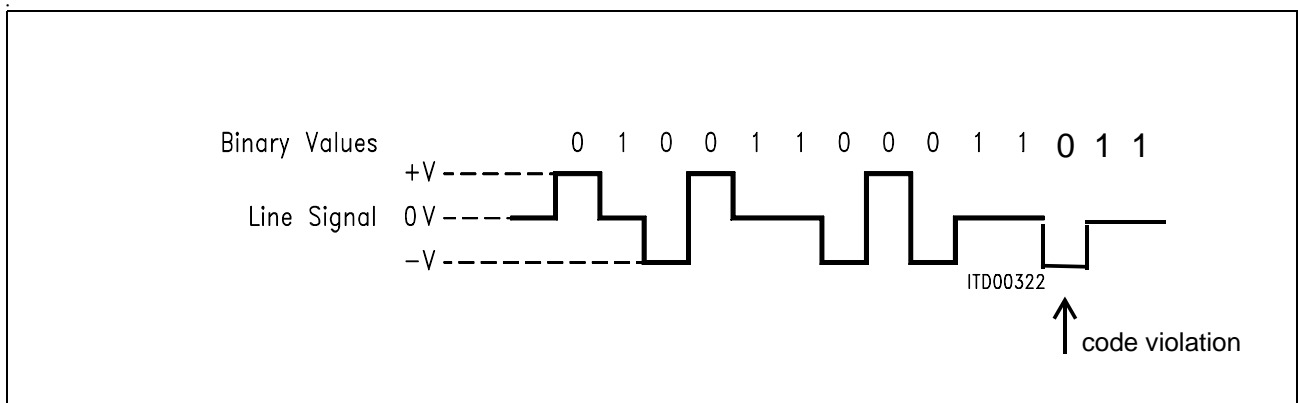 Binary Values 0 1 0 0 1 1 0 0 0 1 1 0 1 1
+V
Line Signal 0V
−V
ITD00322
code violation